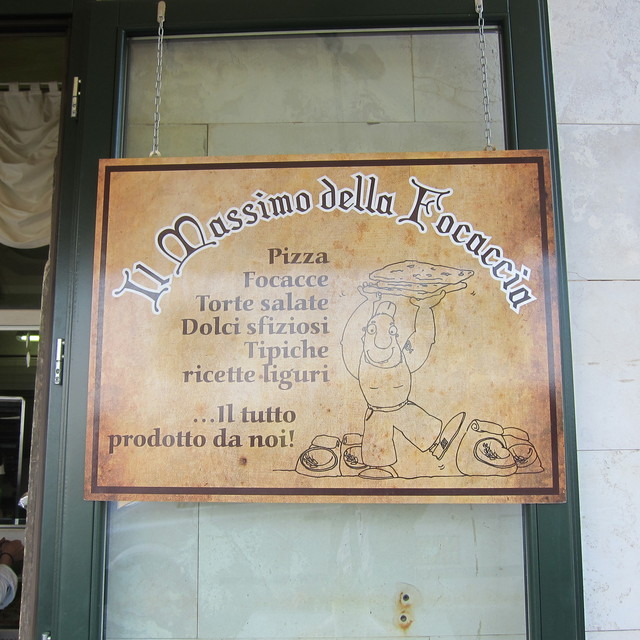 Il Massimo della Focaccia
Pizza
Focacce
Torte salate
Dolci sfiziosi
Tipiche
ricette liguri
...Il tutto
prodotto da noi!